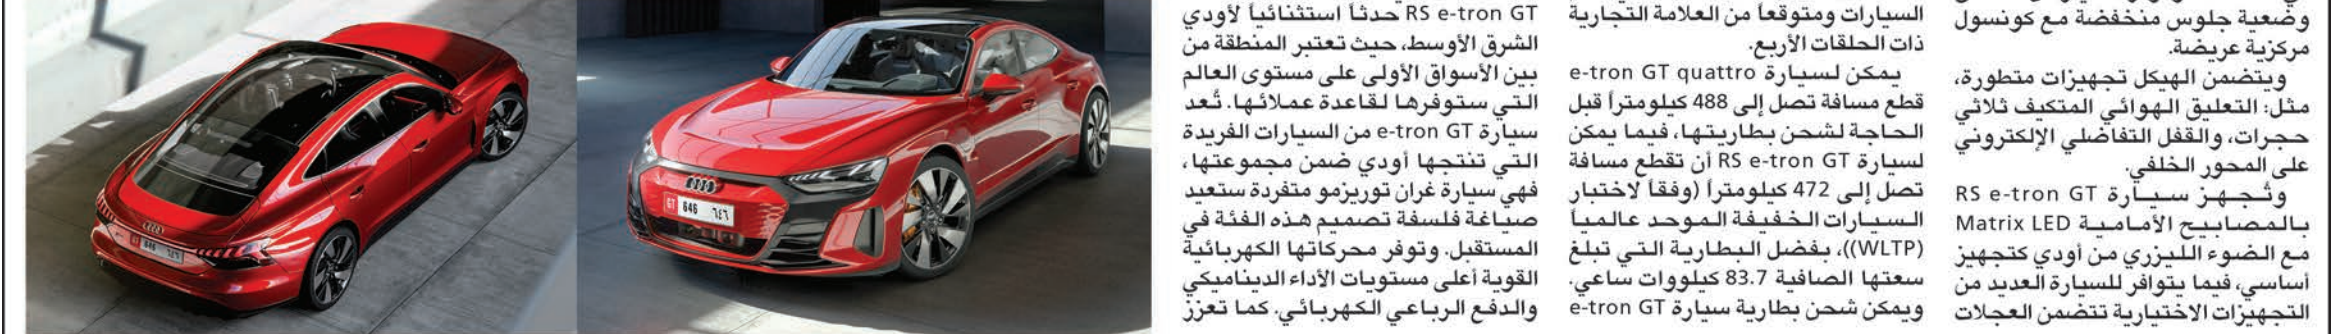 وضعية جلوس منخفضة مع كونسول
مركزية عريضة.
ويتضمن الهيكل تجهيزات متطورة،
مثل: التعليق الهوائي المتكيف ثلاثي
حجرات، والقفل التفاضلي الإلكتروني
على المحور الخلفي.
وتُجهز سيارة RS e-tron GT
بالمصابيح الأمامية Matrix LED
مع الضوء الليزري من أودي كتجهيز
أساسي، فيما يتوافر للسيارة العديد من
التجهيزات الاختيارية تتضمن العجلات
السيارات ومتوقعاً من العلامة التجارية
ذات الحلقات الأربع.
يمكن لسيارة e-tron GT quattro
قطع مسافة تصل إلى 488 كيلومتراً قبل
الحاجة لشحن بطاريتها، فيما يمكن
لسيارة RS e-tron GT أن تقطع مسافة
تصل إلى 472 كيلومتراً (وفقاً لاختبار
السيارات الخفيفة الموحد عالمياً
(WLTP))، بفضل البطارية التي تبلغ
سعتها الصافية 83.7 كيلووات ساعي.
ويمكن شحن بطارية سيارة e-tron GT
RS e-tron GT حدثاً استثنائياً لأودي
الشرق الأوسط، حيث تعتبر المنطقة من
بين الأسواق الأولى على مستوى العالم
التي ستوفرها لقاعدة عملائها. تُعد
سيارة e-tron GT من السيارات الفريدة
التي تنتجها أودي ضمن مجموعتها،
فهي سيارة غران توريزمو متفردة ستعيد
صياغة فلسفة تصميم هذه الفئة في
المستقبل. وتوفر محركاتها الكهربائية
القوية أعلى مستويات الأداء الديناميكي
والدفع الرباعي الكهربائي. كما تعزز
GT 646 ٦٤٦
646 ٦٤٦